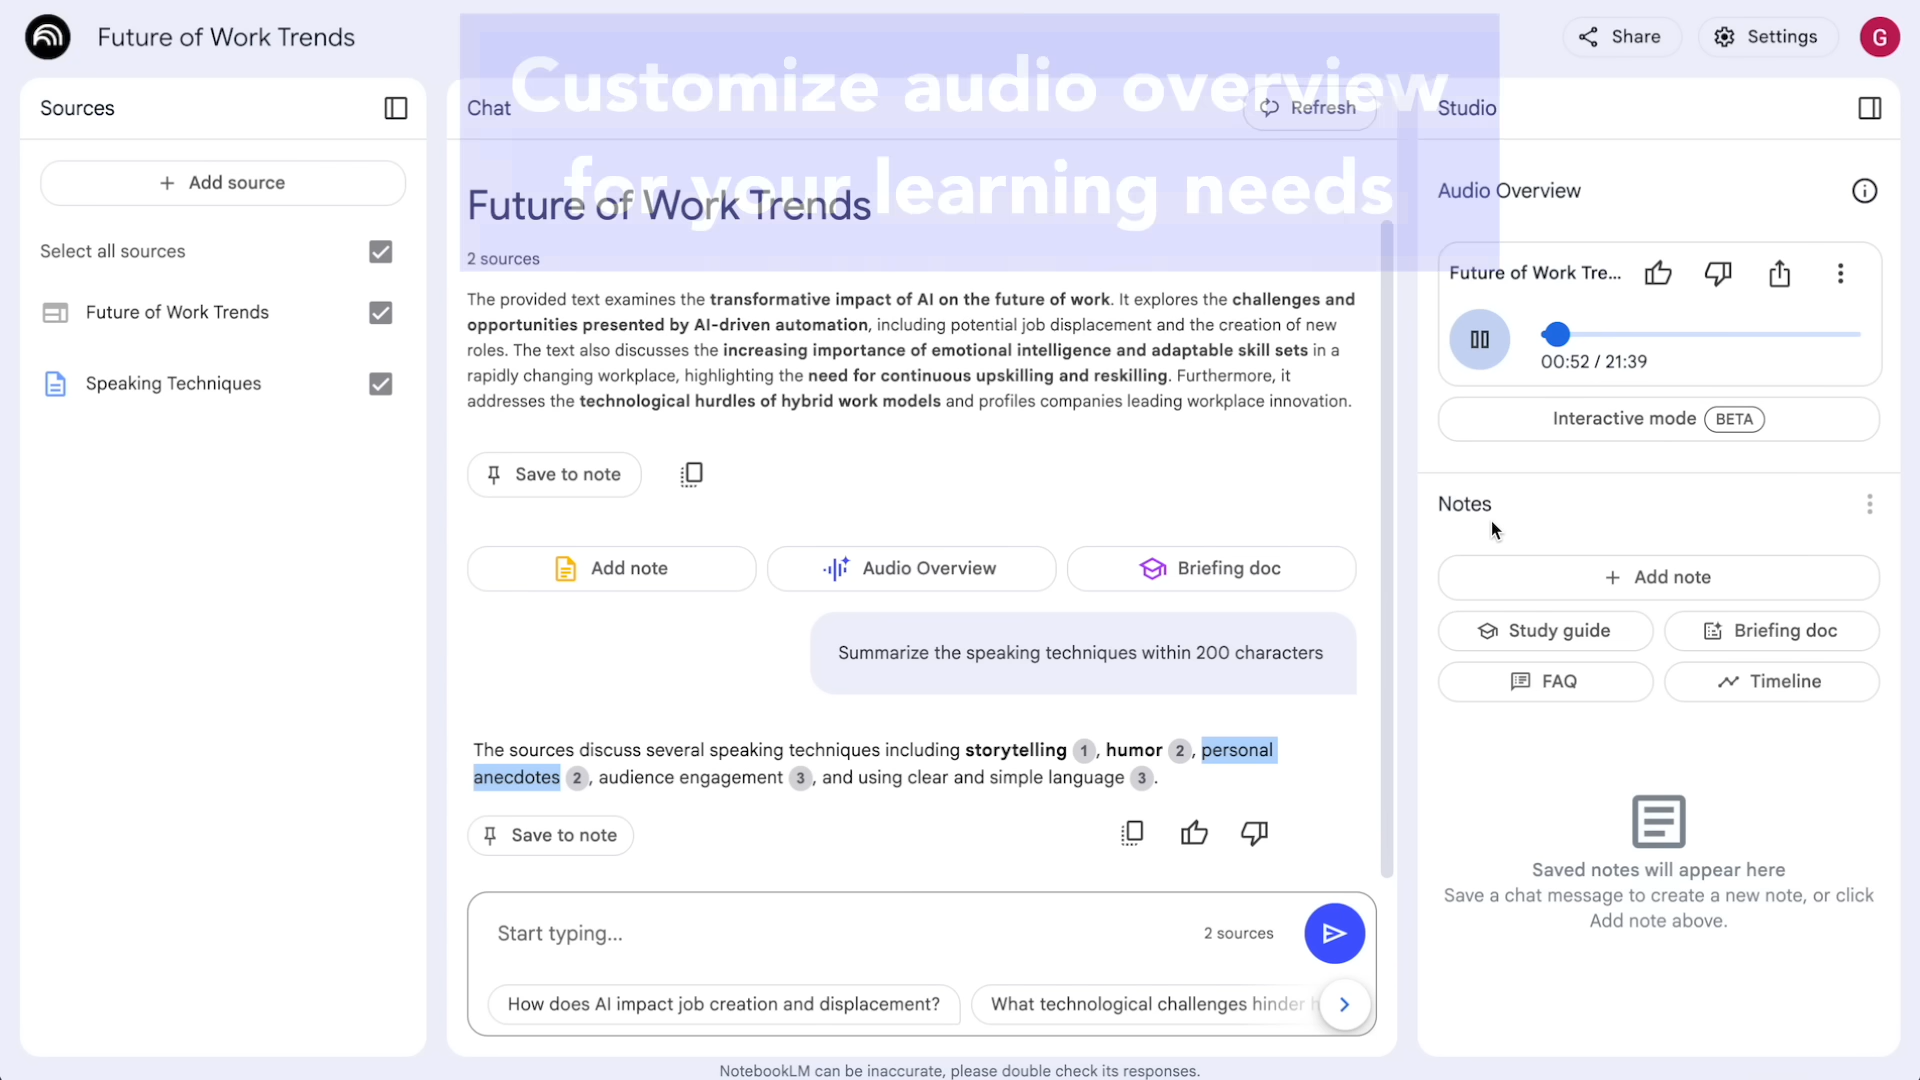 Future of Work Trends
Customize audio overview
for your learning needs
Share
Settings
G
Sources
Add source
Select all sources
Future of Work Trends
Speaking Techniques
Chat
Refresh
Future of Work Trends
2 sources
The provided text examines the transformative impact of AI on the future of work. It explores the challenges and
opportunities presented by AI-driven automation, including potential job displacement and the creation of new
roles. The text also discusses the increasing importance of emotional intelligence and adaptable skill sets in a
rapidly changing workplace, highlighting the need for continuous upskilling and reskilling. Furthermore, it
addresses the technological hurdles of hybrid work models and profiles companies leading workplace innovation.
Save to note
Add note
Audio Overview
Briefing doc
Summarize the speaking techniques within 200 characters
The sources discuss several speaking techniques including storytelling 1, humor 2, personal
anecdotes 2, audience engagement 3, and using clear and simple language 3.
Save to note
Start typing...
2 sources
How does AI impact job creation and displacement?
What technological challenges hinder
Studio
Audio Overview
Future of Work Tre...
00:52 / 21:39
Interactive mode BETA
Notes
Add note
Study guide
Briefing doc
FAQ
Timeline
Saved notes will appear here
Save a chat message to create a new note, or click
Add note above.
NotebookLM can be inaccurate, please double check its responses.